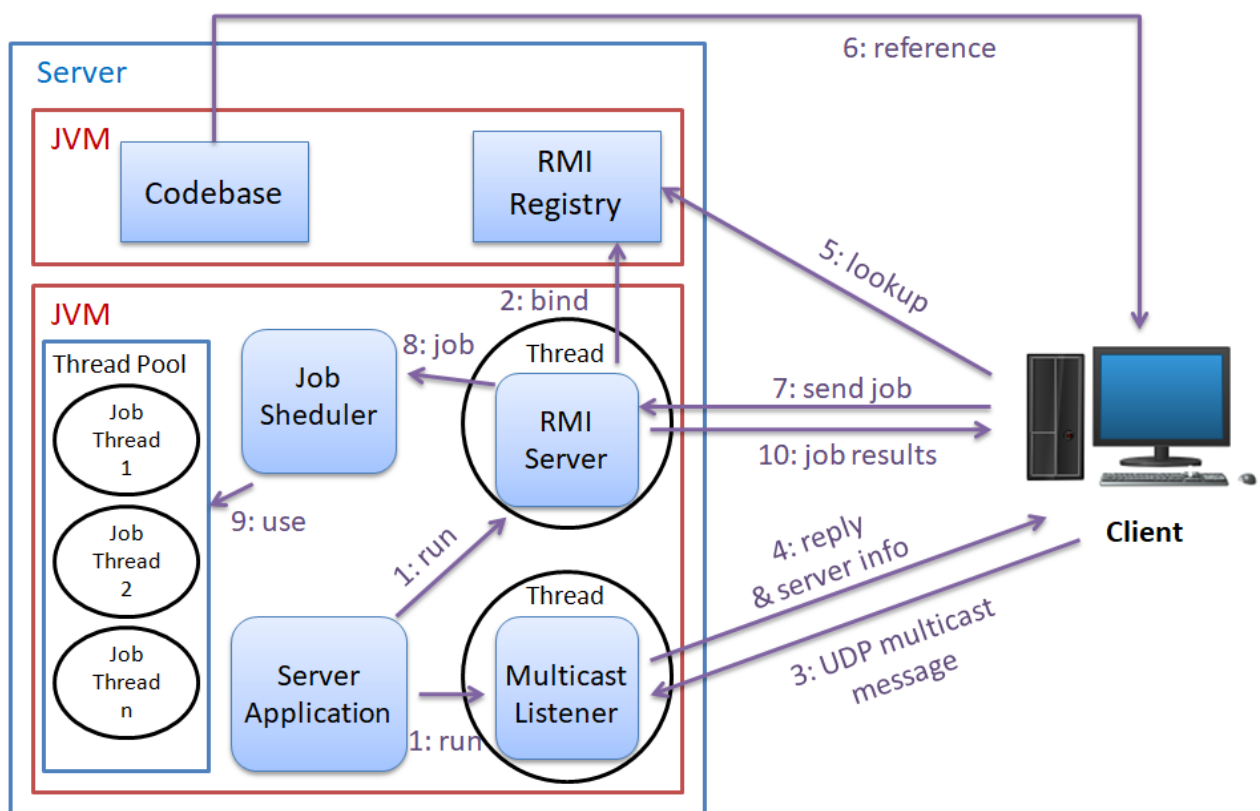 6: reference
Server
JVM
Codebase
RMI
Registry
5: lookup
JVM
2: bind
Thread Pool
Job
Thread
1
Job
Thread
2
Job
Thread
n
Job
Sheduler
8: job
Thread
RMI
Server
7: send job
10: job results
9: use
1: run
Client
4: reply
& server info
3: UDP multicast
message
Server
Application
1: run
Thread
Multicast
Listener